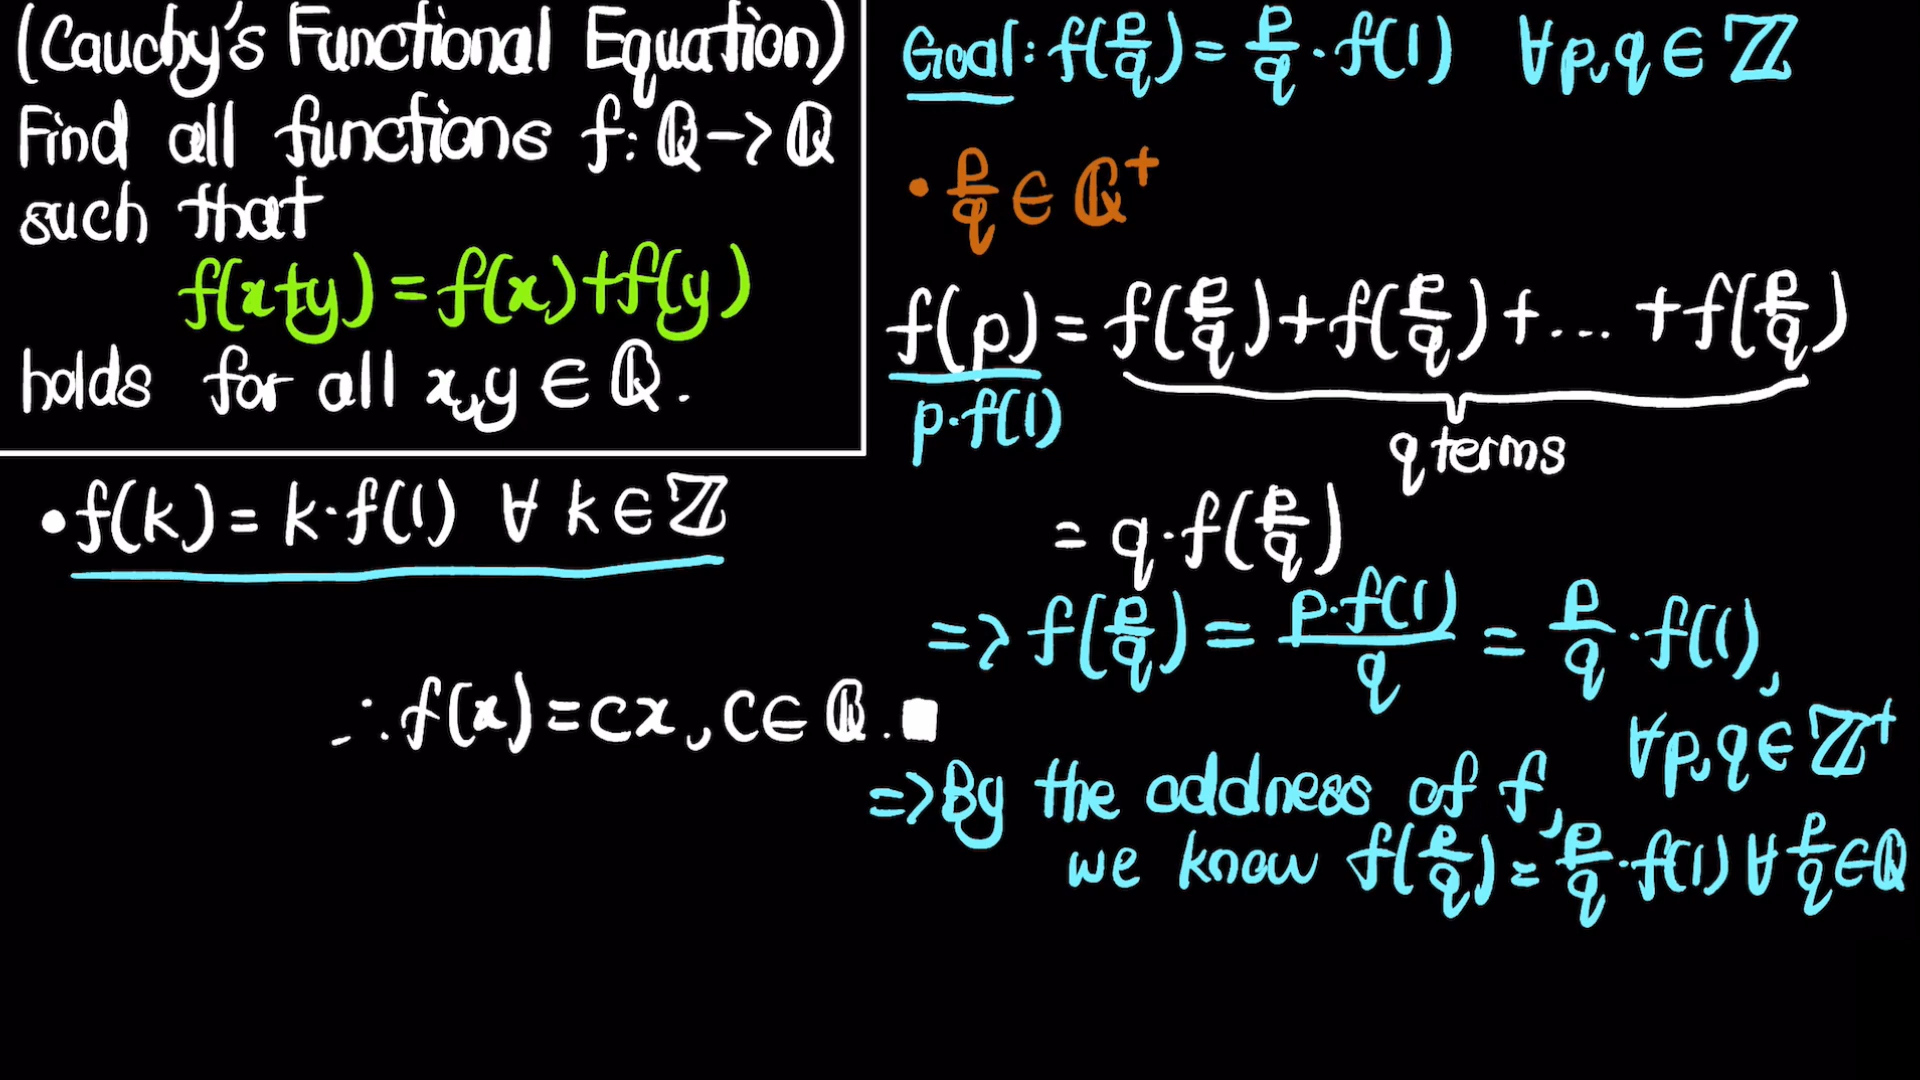 (Cauchy's Functional Equation)
Find all functions f: ℚ→ℚ
such that
f(x+y) = f(x)+f(y)
holds for all x,y ∈ ℚ.
• f(k) = k·f(1) ∀ k ∈ ℤ
∴ f(x) = cx, c ∈ ℚ. ■
Goal: f(p/q) = p/q · f(1) ∀p,q ∈ ℤ
• p/q ∈ ℚ⁺
f(p) = f(p/q)+f(p/q)+... +f(p/q)
p·f(1)
q terms
= q·f(p/q)
=> f(p/q) = p·f(1)/q = p/q · f(1),
∀p,q ∈ ℤ⁺
=> By the oddness of f,
we know f(p/q) = p/q · f(1) ∀ p/q ∈ ℚ